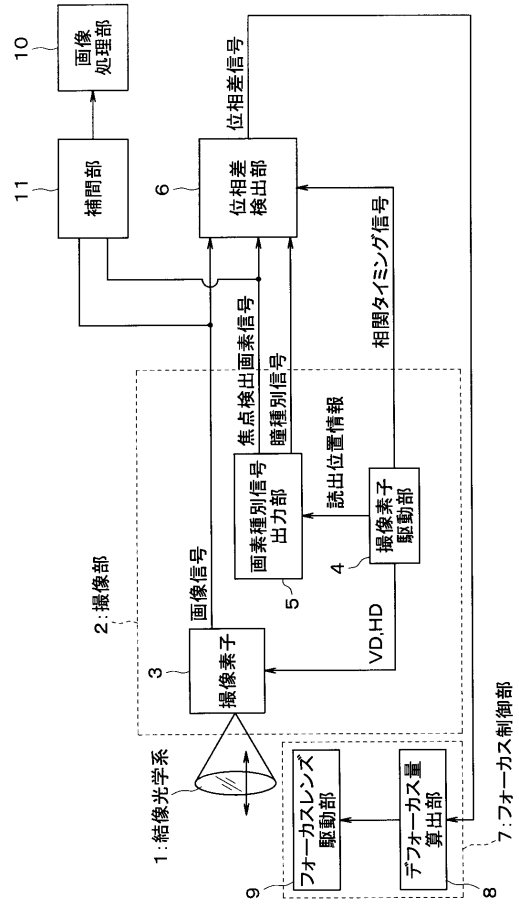 2:撮像部
1:結像光学系
3
撮像素子
画像信号
焦点検出画素信号
瞳種別信号
画素種別信号
出力部
5
読出位置情報
撮像素子
駆動部
4
VD,HD
相関タイミング信号
11
補間部
10
画像
処理部
6
位相差
検出部
位相差信号
9
フォーカスレンズ
駆動部
デフォーカス量
算出部
8
7:フォーカス制御部